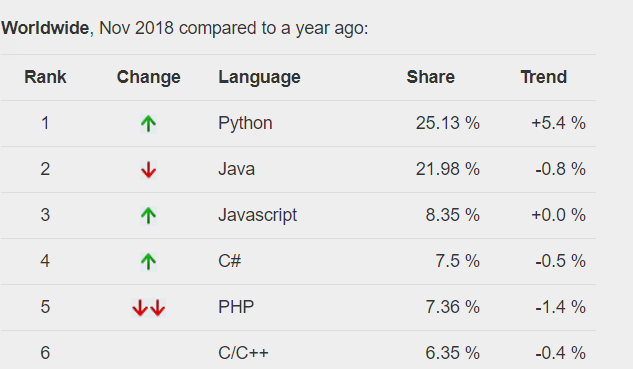 Worldwide, Nov 2018 compared to a year ago:
Rank Change Language Share Trend
1 Python 25.13 % +5.4 %
2 Java 21.98 % -0.8 %
3 Javascript 8.35 % +0.0 %
4 C# 7.5 % -0.5 %
5 PHP 7.36 % -1.4 %
6 C/C++ 6.35 % -0.4 %